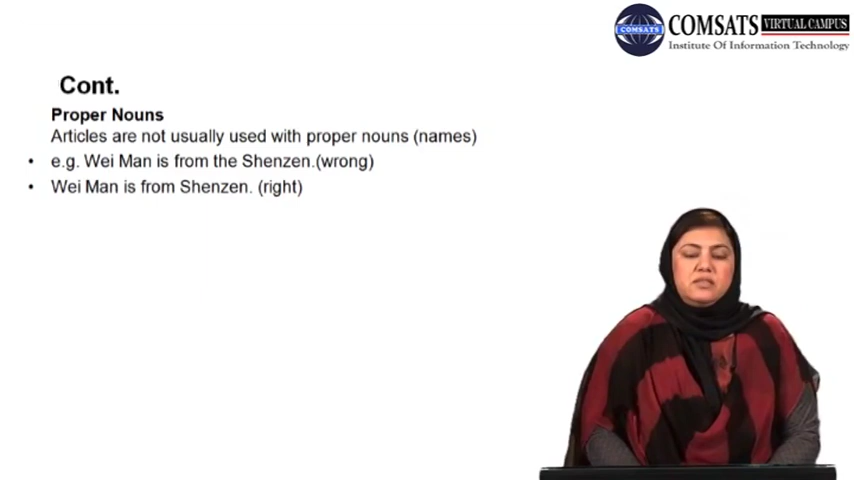 COMSATS VIRTUAL CAMPUS
COMSATS
Institute Of Information Technology
Cont.
Proper Nouns
Articles are not usually used with proper nouns (names)
• e.g. Wei Man is from the Shenzen.(wrong)
• Wei Man is from Shenzen. (right)